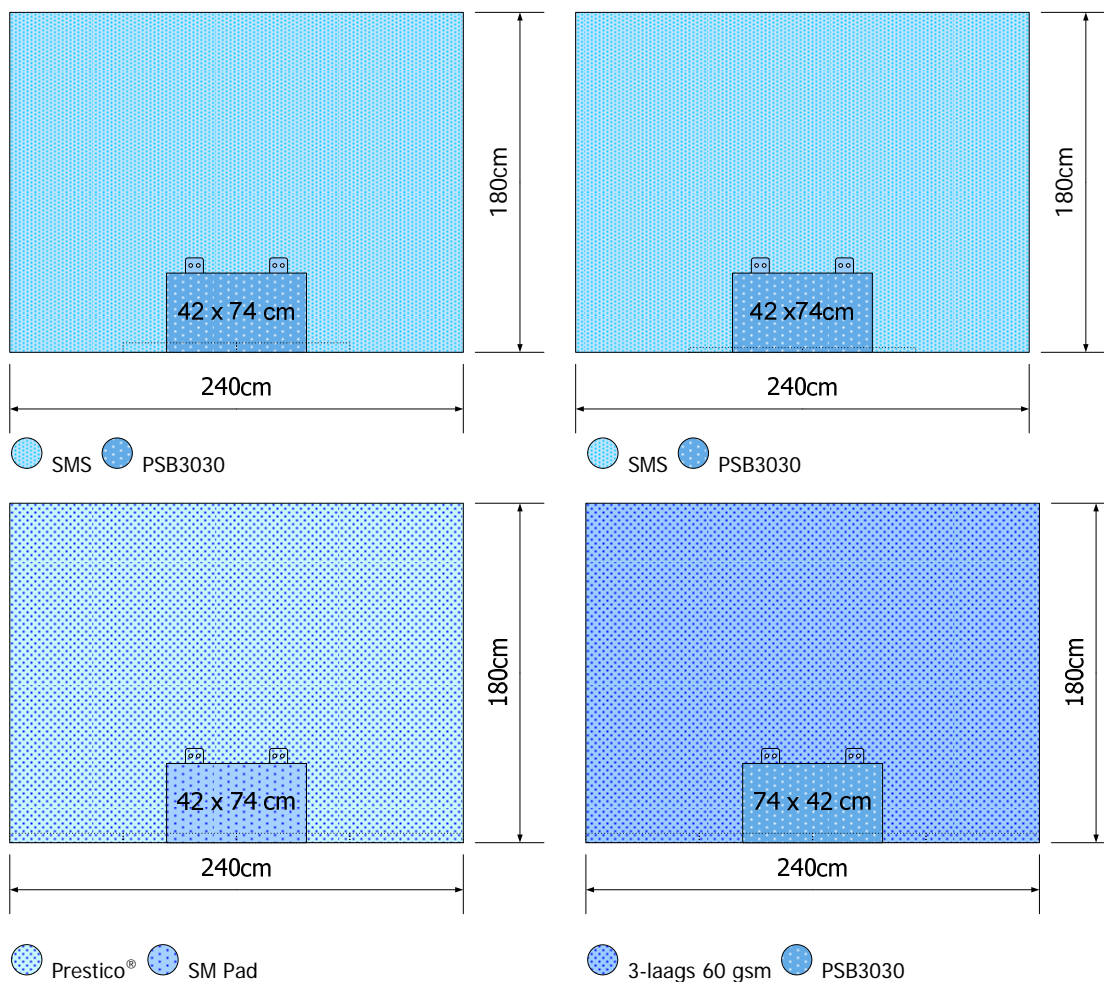 180cm
42 x 74 cm
240cm
SMS PSB3030
180cm
42 x74cm
240cm
SMS PSB3030
180cm
42 x 74 cm
240cm
Prestico® SM Pad
180cm
74 x 42 cm
240cm
3-laags 60 gsm PSB3030